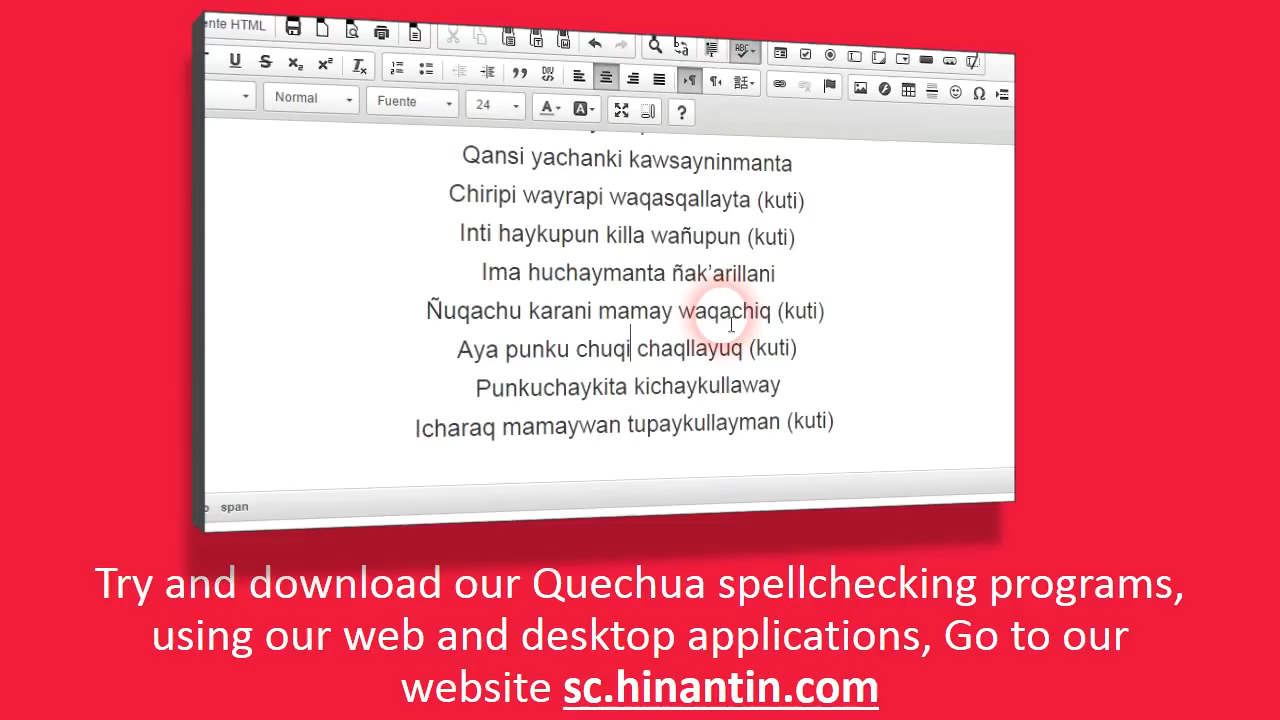 ente HTML
Normal
Fuente
24
Qansi yachanki kawsayninmanta
Chiripi wayrapi waqasqallayta (kuti)
Inti haykupun killa wañupun (kuti)
Ima huchaymanta ñak’arillani
Ñuqachu karani mamay waqachiq (kuti)
Aya punku chuqi chaqllayuq (kuti)
Punkuchaykita kichaykullaway
Icharaq mamaywan tupaykullayman (kuti)
span
Try and download our Quechua spellchecking programs,
using our web and desktop applications, Go to our
website sc.hinantin.com